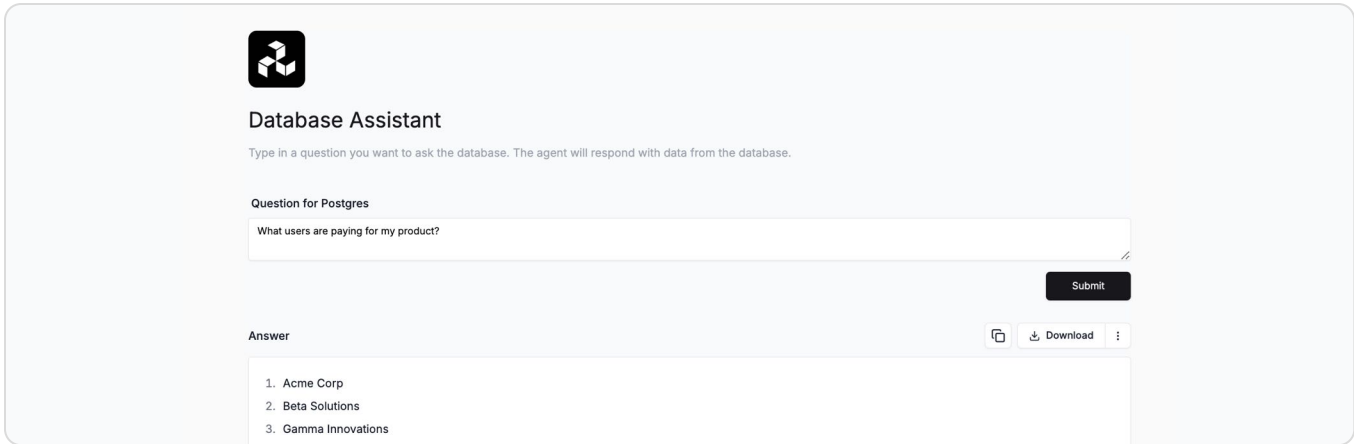 Database Assistant
Type in a question you want to ask the database. The agent will respond with data from the database.
Question for Postgres
What users are paying for my product?
Submit
Answer
Download
1. Acme Corp
2. Beta Solutions
3. Gamma Innovations